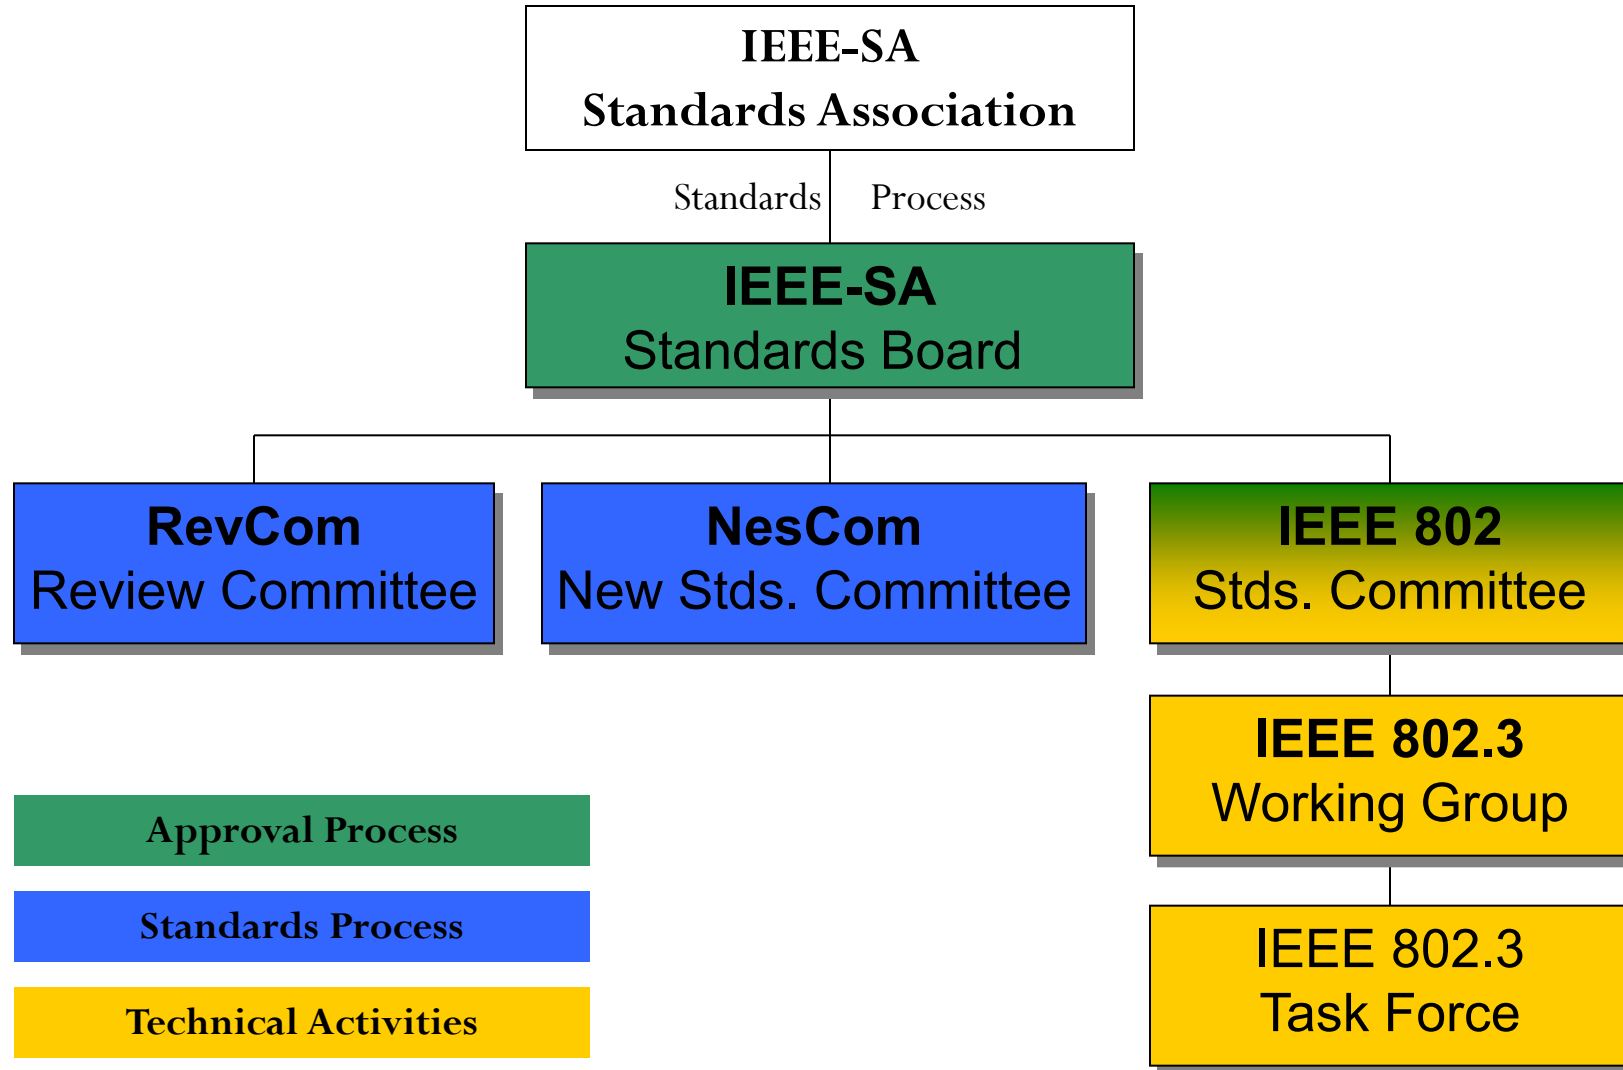 IEEE-SA
Standards Association
Standards Process
IEEE-SA
Standards Board
RevCom
Review Committee
NesCom
New Stds. Committee
IEEE 802
Stds. Committee
IEEE 802.3
Working Group
IEEE 802.3
Task Force
Approval Process
Standards Process
Technical Activities